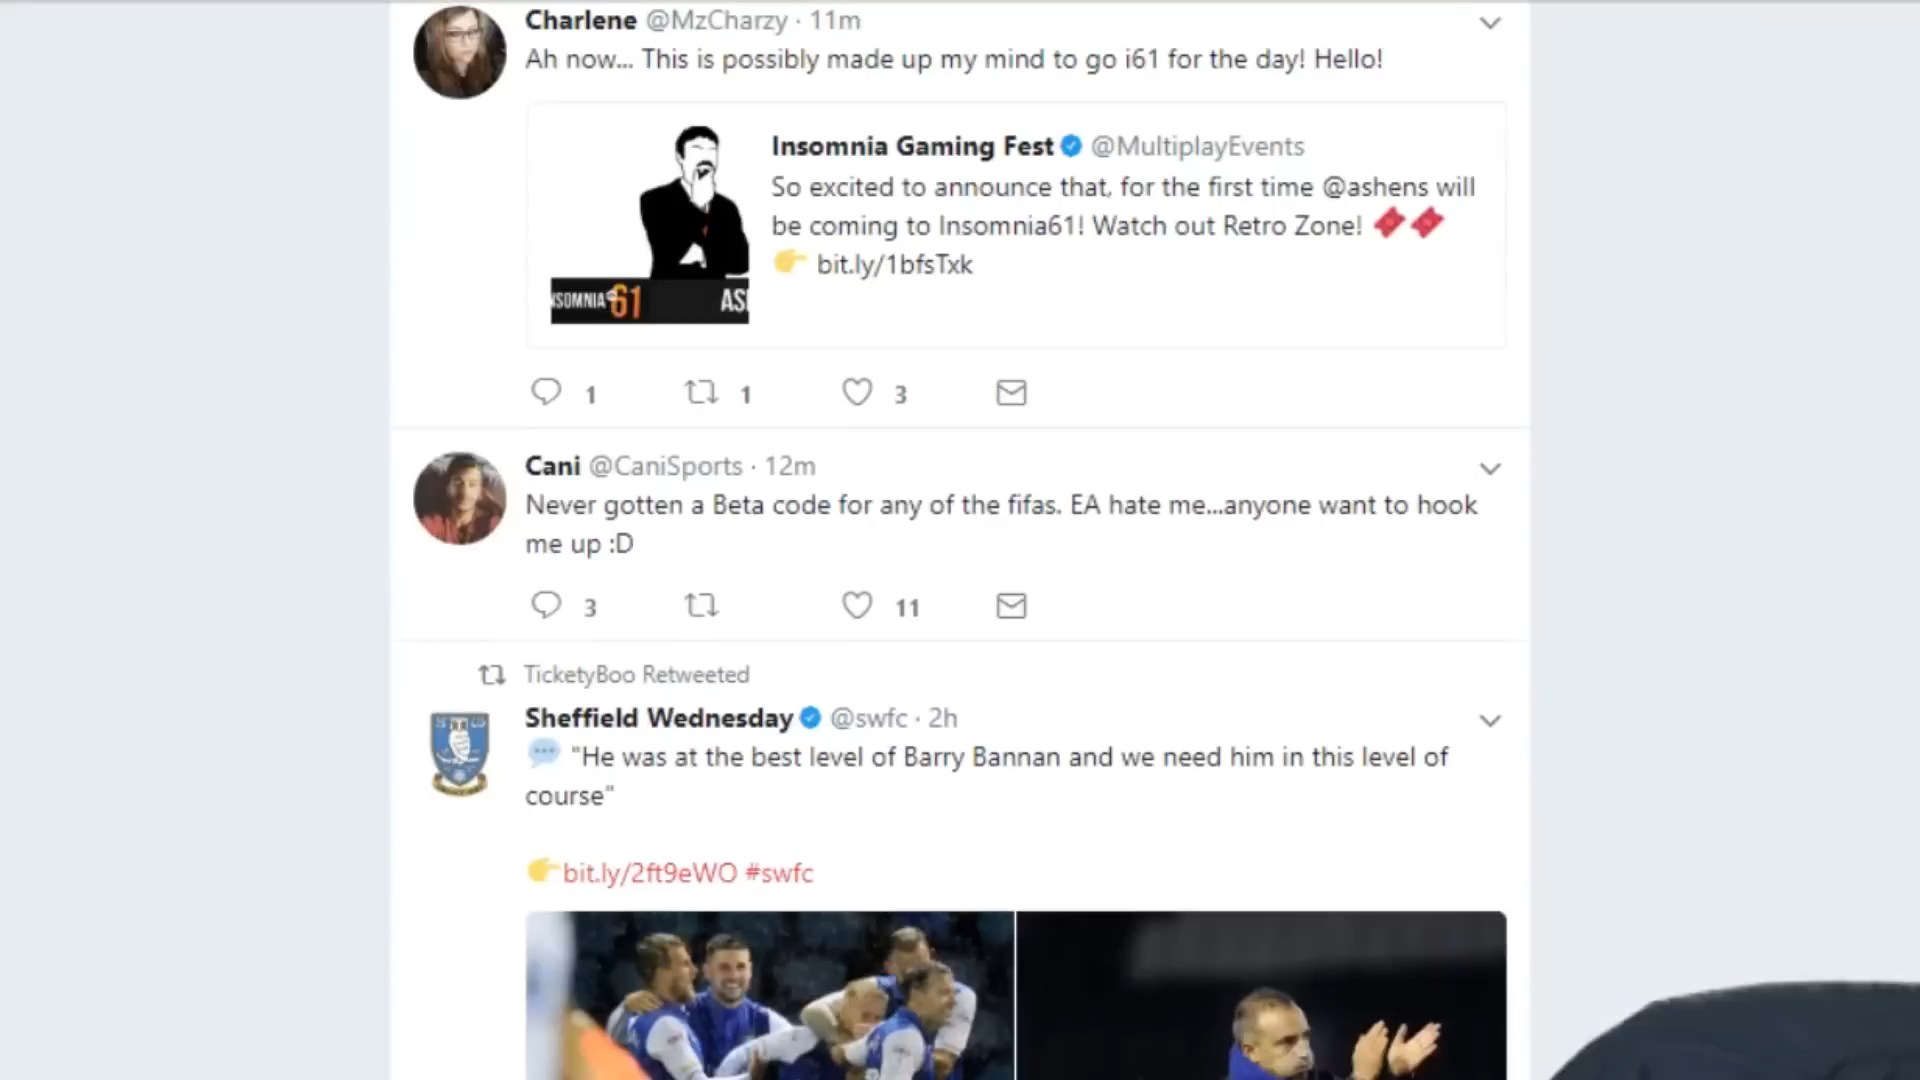 Charlene @MzCharzy · 11m
Ah now... This is possibly made up my mind to go i61 for the day! Hello!
Insomnia Gaming Fest @MultiplayEvents
So excited to announce that, for the first time @ashens will
be coming to Insomnia61! Watch out Retro Zone!
bit.ly/1bfsTxk
NSOMNIA 61 AS
1 1 3
Cani @CaniSports · 12m
Never gotten a Beta code for any of the fifas. EA hate me...anyone want to hook
me up :D
3 11
TicketyBoo Retweeted
Sheffield Wednesday @swfc · 2h
"He was at the best level of Barry Bannan and we need him in this level of
course"
bit.ly/2ft9eWO #swfc